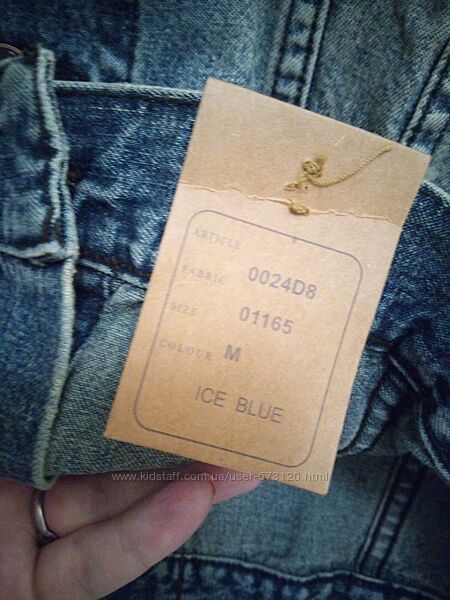 ARTICLE
FABRIC 0024D8
SIZE 01165
COLOUR M
ICE BLUE
www.kidstaff.com.ua/user-573120.html